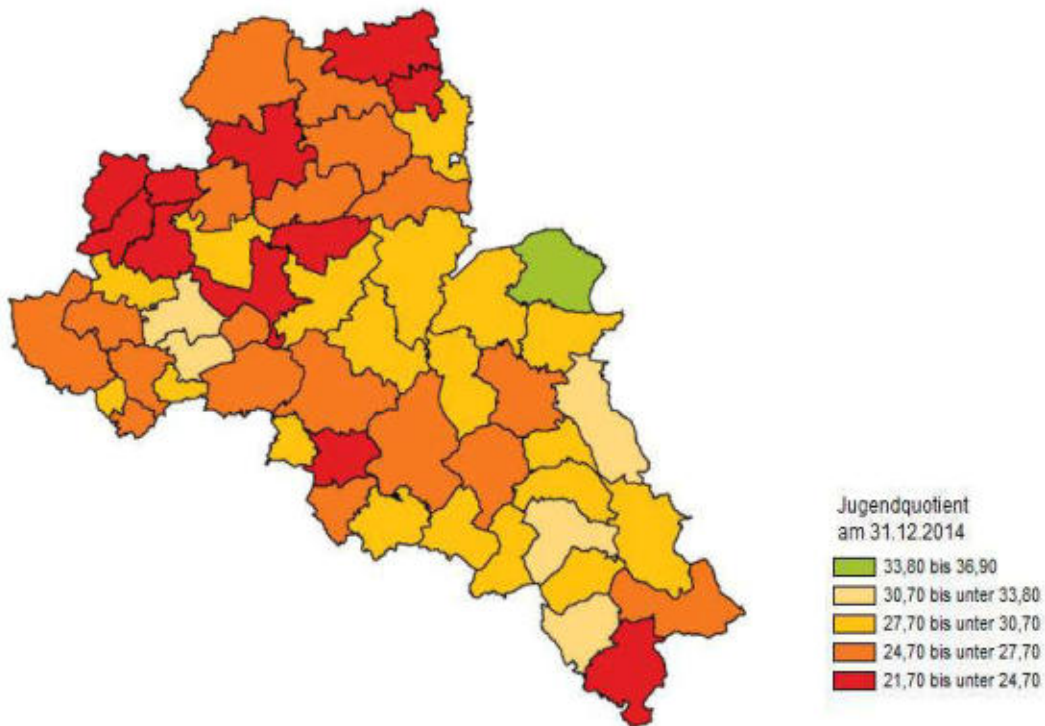 Jugendquotient
am 31.12.2014
33,80 bis 36,90
30,70 bis unter 33,80
27,70 bis unter 30,70
24,70 bis unter 27,70
21,70 bis unter 24,70